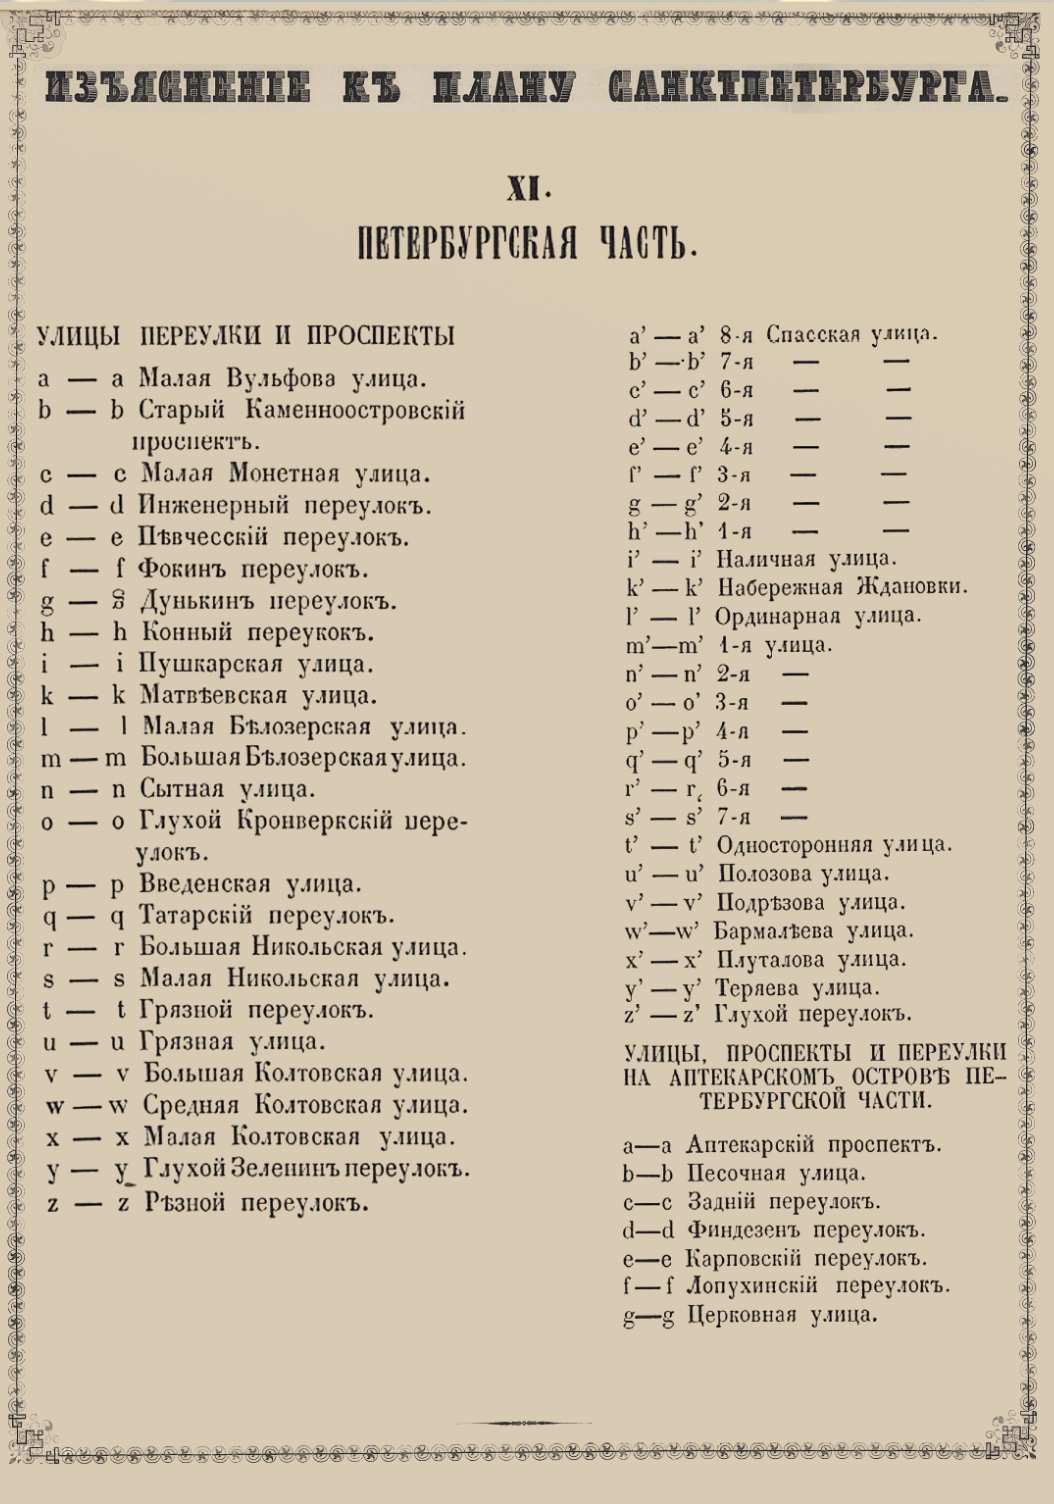 ИЗЪЯСНЕНІЕ КЪ ПЛАНУ САНКТПЕТЕРБУРГА.
XI.
ПЕТЕРБУРГСКАЯ ЧАСТЬ.
УЛИЦЫ ПЕРЕУЛКИ И ПРОСПЕКТЫ
a — a Малая Вульфова улица.
b — b Старый Каменноостровскій
проспектъ.
c — c Малая Монетная улица.
d — d Инженерный переулокъ.
e — e Пѣвчесскій переулокъ.
f — f Фокинъ переулокъ.
g — g Дунькинъ переулокъ.
h — h Конный переукокъ.
i — i Пушкарская улица.
k — k Матвѣевская улица.
l — l Малая Бѣлозерская улица.
m — m Большая Бѣлозерская улица.
n — n Сытная улица.
o — o Глухой Кронверкскій пере-
улокъ.
p — p Введенская улица.
q — q Татарскій переулокъ.
r — r Большая Никольская улица.
s — s Малая Никольская улица.
t — t Грязной переулокъ.
u — u Грязная улица.
v — v Большая Колтовская улица.
w — w Средняя Колтовская улица.
x — x Малая Колтовская улица.
y — y Глухой Зеленинъ переулокъ.
z — z Рѣзной переулокъ.
a’ — a’ 8-я Спасская улица.
b’ — b’ 7-я — —
c’ — c’ 6-я — —
d’ — d’ 5-я — —
e’ — e’ 4-я — —
f’ — f’ 3-я — —
g — g’ 2-я — —
h’ — h’ 1-я — —
i’ — i’ Наличная улица.
k’ — k’ Набережная Ждановки.
l’ — l’ Ординарная улица.
m’—m’ 1-я улица.
n’ — n’ 2-я —
o’ — o’ 3-я —
p’ — p’ 4-я —
q’ — q’ 5-я —
r’ — r, 6-я —
s’ — s’ 7-я —
t’ — t’ Односторонняя улица.
u’ — u’ Полозова улица.
v’ — v’ Подрѣзова улица.
w’—w’ Бармалѣева улица.
x’ — x’ Плуталова улица.
y’ — y’ Теряева улица.
z’ — z’ Глухой переулокъ.
УЛИЦЫ, ПРОСПЕКТЫ И ПЕРЕУЛКИ
НА АПТЕКАРСКОМЪ ОСТРОВѢ ПЕ-
ТЕРБУРГСКОЙ ЧАСТИ.
a—a Аптекарскій проспектъ.
b—b Песочная улица.
c—c Задній переулокъ.
d—d Финдезенъ переулокъ.
e—e Карповскій переулокъ.
f—f Лопухинскій переулокъ.
g—g Церковная улица.